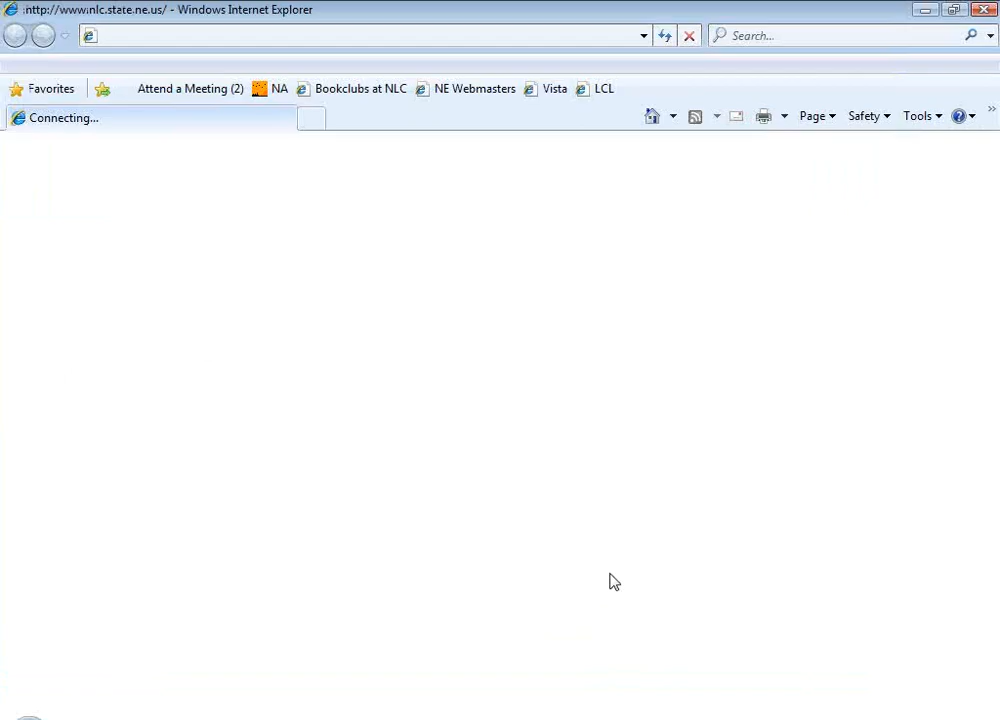 http://www.nlc.state.ne.us/ - Windows Internet Explorer
Search...
Favorites Attend a Meeting (2) NA Bookclubs at NLC NE Webmasters Vista LCL
Connecting... Page Safety Tools